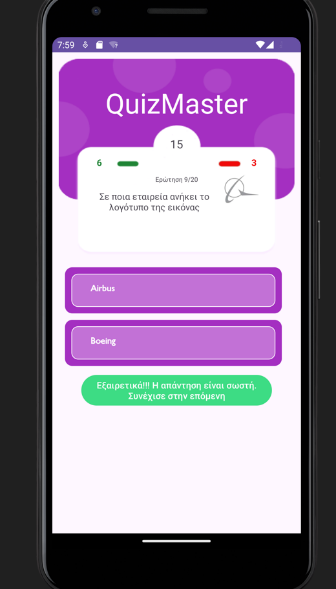 7:59
QuizMaster
15
6
3
Ερώτηση 9/20
Σε ποια εταιρεία ανήκει το
λογότυπο της εικόνας
Airbus
Boeing
Εξαιρετικά!!! Η απάντηση είναι σωστή.
Συνέχισε στην επόμενη